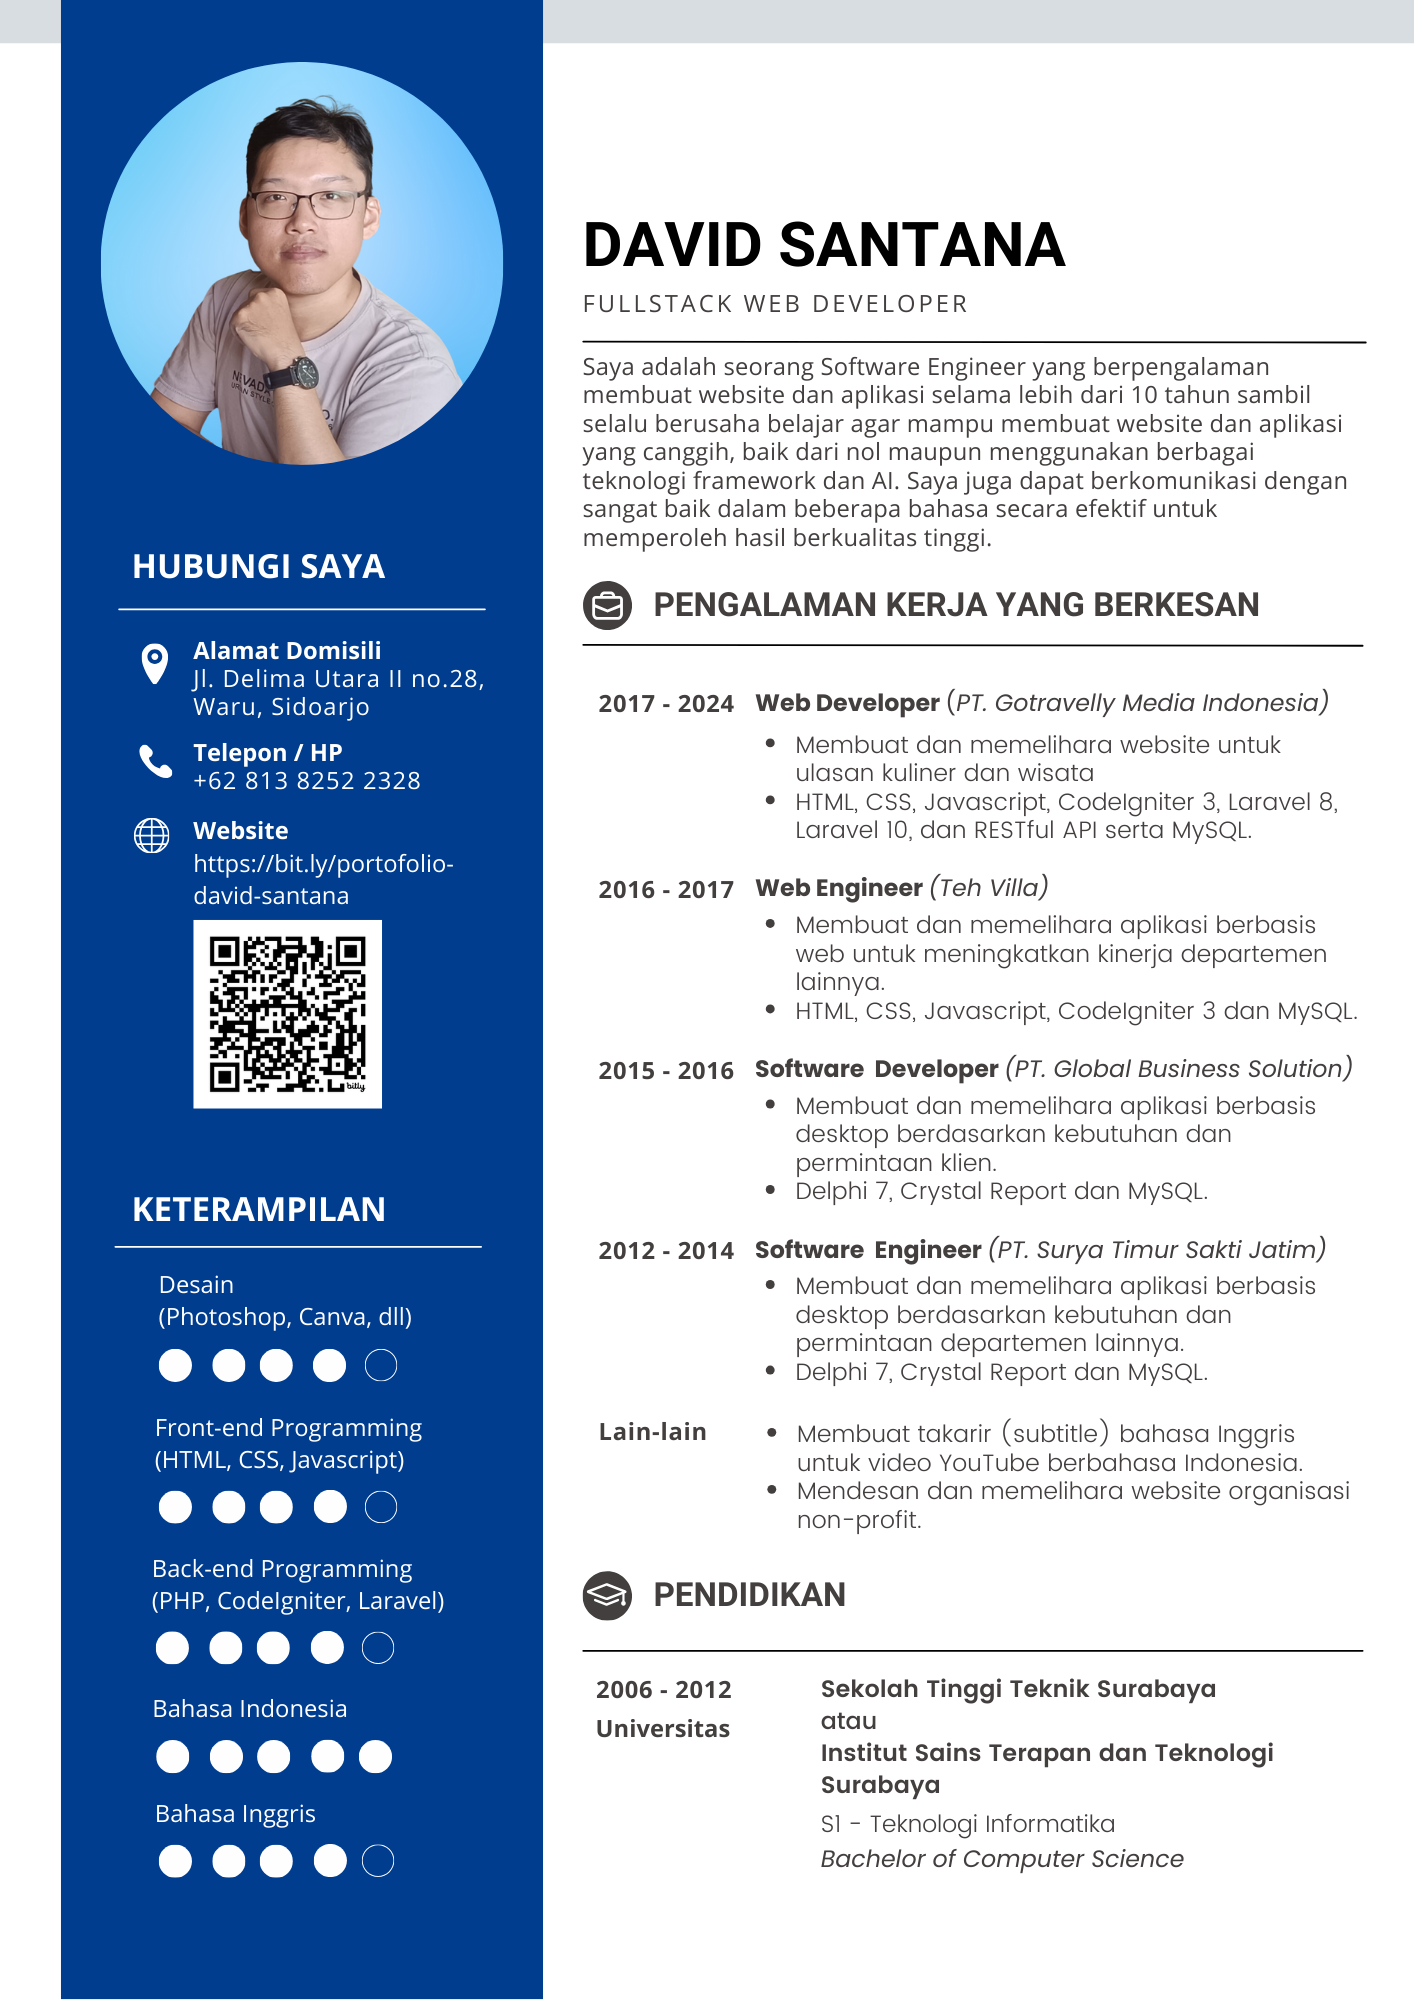 HUBUNGI SAYA
Alamat Domisili
Jl. Delima Utara II no.28,
Waru, Sidoarjo
Telepon / HP
+62 813 8252 2328
Website
https://bit.ly/portofolio-
david-santana
bitly
KETERAMPILAN
Desain
(Photoshop, Canva, dll)
Front-end Programming
(HTML, CSS, Javascript)
Back-end Programming
(PHP, CodeIgniter, Laravel)
Bahasa Indonesia
Bahasa Inggris
DAVID SANTANA
FULLSTACK WEB DEVELOPER
Saya adalah seorang Software Engineer yang berpengalaman
membuat website dan aplikasi selama lebih dari 10 tahun sambil
selalu berusaha belajar agar mampu membuat website dan aplikasi
yang canggih, baik dari nol maupun menggunakan berbagai
teknologi framework dan AI. Saya juga dapat berkomunikasi dengan
sangat baik dalam beberapa bahasa secara efektif untuk
memperoleh hasil berkualitas tinggi.
PENGALAMAN KERJA YANG BERKESAN
2017 - 2024 Web Developer (PT. Gotravelly Media Indonesia)
• Membuat dan memelihara website untuk
ulasan kuliner dan wisata
• HTML, CSS, Javascript, CodeIgniter 3, Laravel 8,
Laravel 10, dan RESTful API serta MySQL.
2016 - 2017 Web Engineer (Teh Villa)
• Membuat dan memelihara aplikasi berbasis
web untuk meningkatkan kinerja departemen
lainnya.
• HTML, CSS, Javascript, CodeIgniter 3 dan MySQL.
2015 - 2016 Software Developer (PT. Global Business Solution)
• Membuat dan memelihara aplikasi berbasis
desktop berdasarkan kebutuhan dan
permintaan klien.
• Delphi 7, Crystal Report dan MySQL.
2012 - 2014 Software Engineer (PT. Surya Timur Sakti Jatim)
• Membuat dan memelihara aplikasi berbasis
desktop berdasarkan kebutuhan dan
permintaan departemen lainnya.
• Delphi 7, Crystal Report dan MySQL.
Lain-lain • Membuat takarir (subtitle) bahasa Inggris
untuk video YouTube berbahasa Indonesia.
• Mendesan dan memelihara website organisasi
non-profit.
PENDIDIKAN
2006 - 2012 Sekolah Tinggi Teknik Surabaya
Universitas atau
Institut Sains Terapan dan Teknologi
Surabaya
S1 - Teknologi Informatika
Bachelor of Computer Science